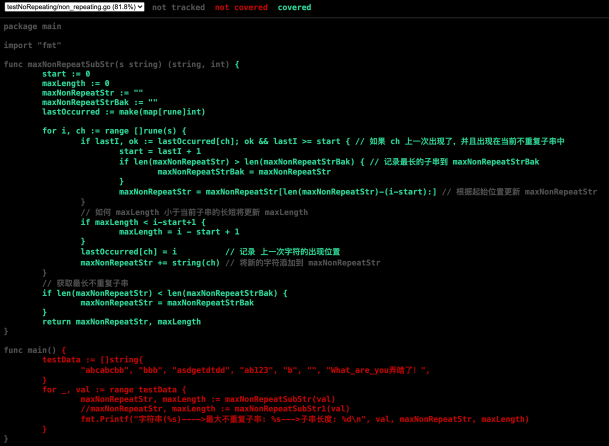 testNoRepeating/non_repeating.go (81.8%) not tracked not covered covered
package main
import "fmt"
func maxNonRepeatSubStr(s string) (string, int) {
start := 0
maxLength := 0
maxNonRepeatStr := ""
maxNonRepeatStrBak := ""
lastOccurred := make(map[rune]int)
for i, ch := range []rune(s) {
if lastI, ok := lastOccurred[ch]; ok && lastI >= start { // 如果 ch 上一次出现了，并且出现在当前不重复子串中
start = lastI + 1
if len(maxNonRepeatStr) > len(maxNonRepeatStrBak) { // 记录最长的子串到 maxNonRepeatStrBak
maxNonRepeatStrBak = maxNonRepeatStr
}
maxNonRepeatStr = maxNonRepeatStr[len(maxNonRepeatStr)-(i-start):] // 根据起始位置更新 maxNonRepeatStr
}
// 如何 maxLength 小于当前子串的长短将更新 maxLength
if maxLength < i-start+1 {
maxLength = i - start + 1
}
lastOccurred[ch] = i // 记录 上一次字符的出现位置
maxNonRepeatStr += string(ch) // 将新的字符添加到 maxNonRepeatStr
}
// 获取最长不重复子串
if len(maxNonRepeatStr) < len(maxNonRepeatStrBak) {
maxNonRepeatStr = maxNonRepeatStrBak
}
return maxNonRepeatStr, maxLength
}
func main() {
testData := []string{
"abcabcbb", "bbb", "asdgetdtdd", "ab123", "b", "", "What_are_you弄啥了！",
}
for _, val := range testData {
maxNonRepeatStr, maxLength := maxNonRepeatSubStr(val)
//maxNonRepeatStr, maxLength := maxNonRepeatSubStr1(val)
fmt.Printf("字符串(%s)---->最大不重复子串: %s--->子串长度: %d\n", val, maxNonRepeatStr, maxLength)
}
}